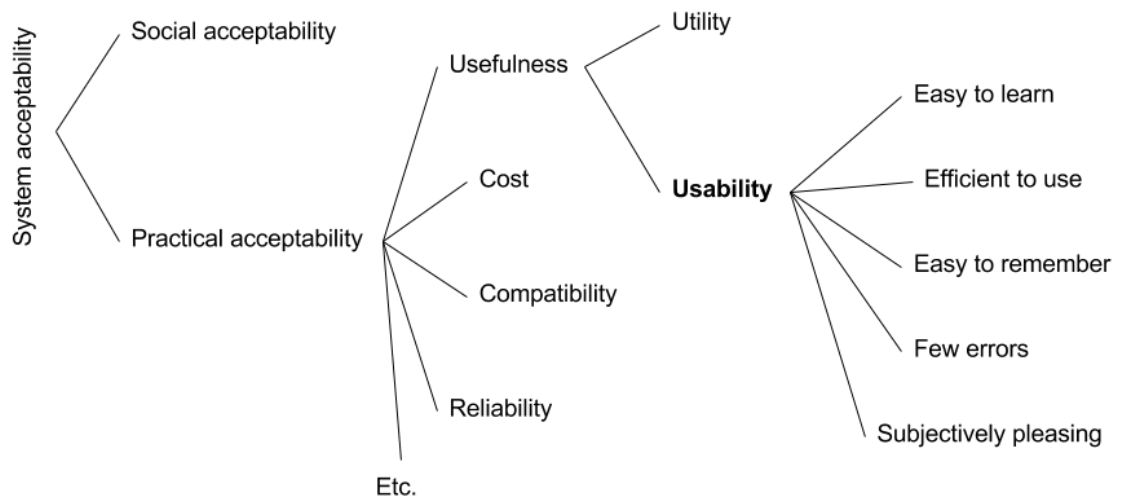 System acceptability
Social acceptability
Practical acceptability
Usefulness
Cost
Compatibility
Reliability
Etc.
Utility
Usability
Easy to learn
Efficient to use
Easy to remember
Few errors
Subjectively pleasing